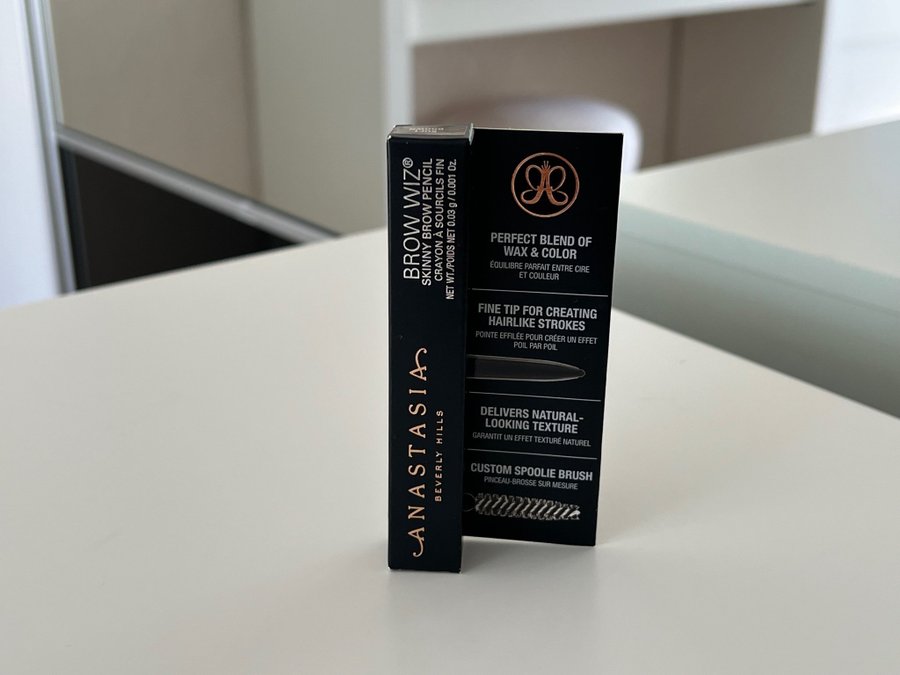 BROW WIZ®
SKINNY BROW PENCIL
CRAYON À SOURCILS FIN
NET WT./POIDS NET 0.03 g / 0.001 Oz.
ANASTASIA
BEVERLY HILLS
PERFECT BLEND OF
WAX & COLOR
ÉQUILIBRE PARFAIT ENTRE CIRE
ET COULEUR
FINE TIP FOR CREATING
HAIRLIKE STROKES
POINTE EFFILÉE POUR CRÉER UN EFFET
POIL PAR POIL
DELIVERS NATURAL-
LOOKING TEXTURE
GARANTIT UN EFFET TEXTURÉ NATUREL
CUSTOM SPOOLIE BRUSH
PINCEAU-BROSSE SUR MESURE